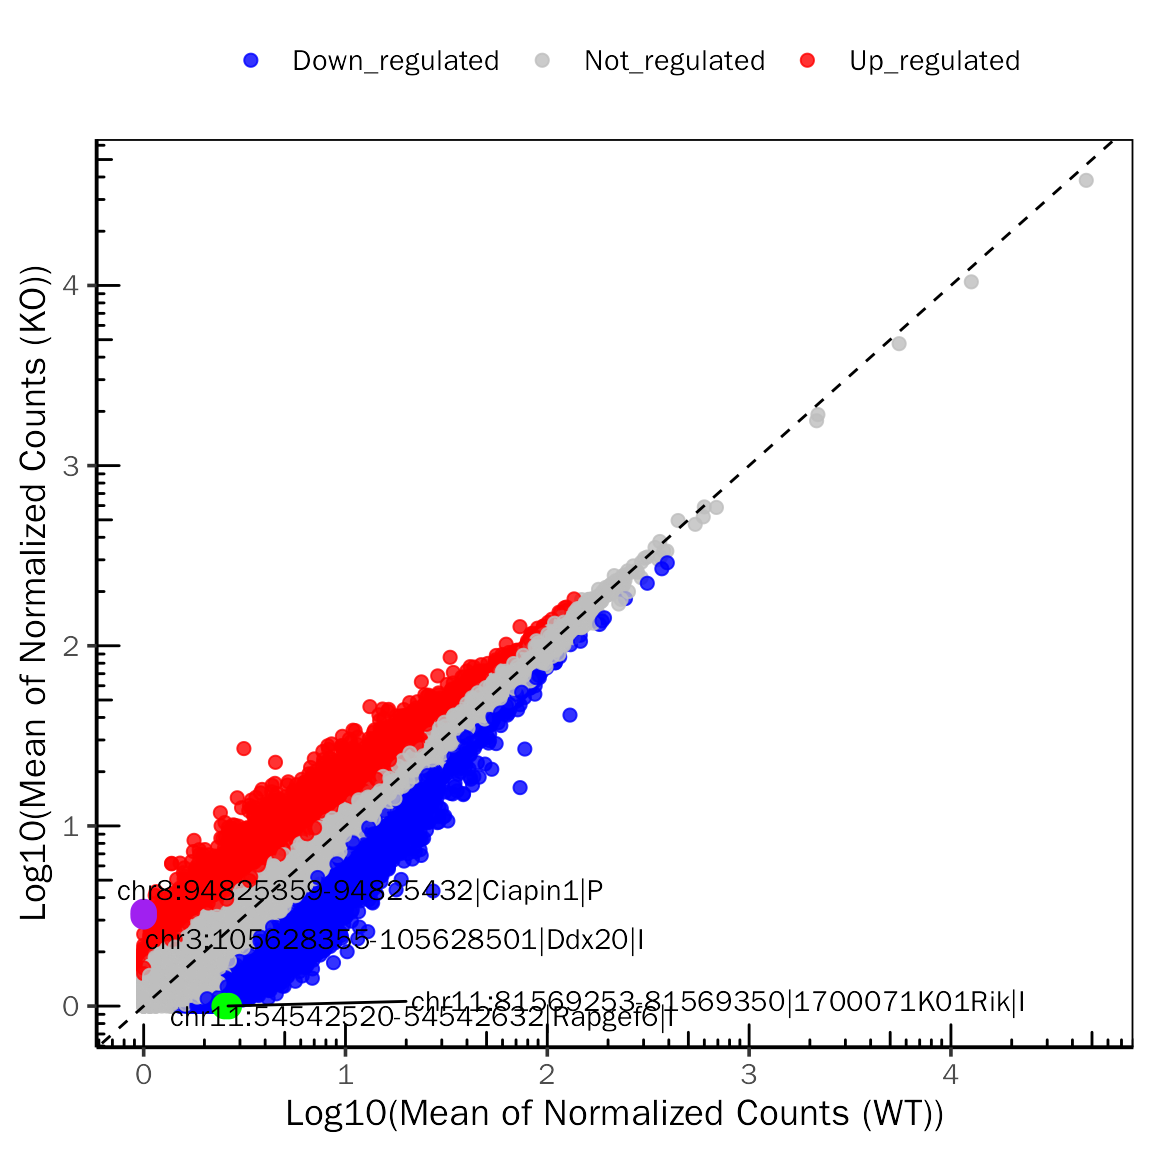 Down_regulated Not_regulated Up_regulated
Log10(Mean of Normalized Counts (KO))
4
3
2
1
0
chr8:94825359-94825432|Ciapin1|P
chr3:105628355-105628501|Ddx20|I
chr11:81569253-81569350|1700071K01Rik|I
chr11:54542520-54542632|Rapgef6|I
0 1 2 3 4
Log10(Mean of Normalized Counts (WT))